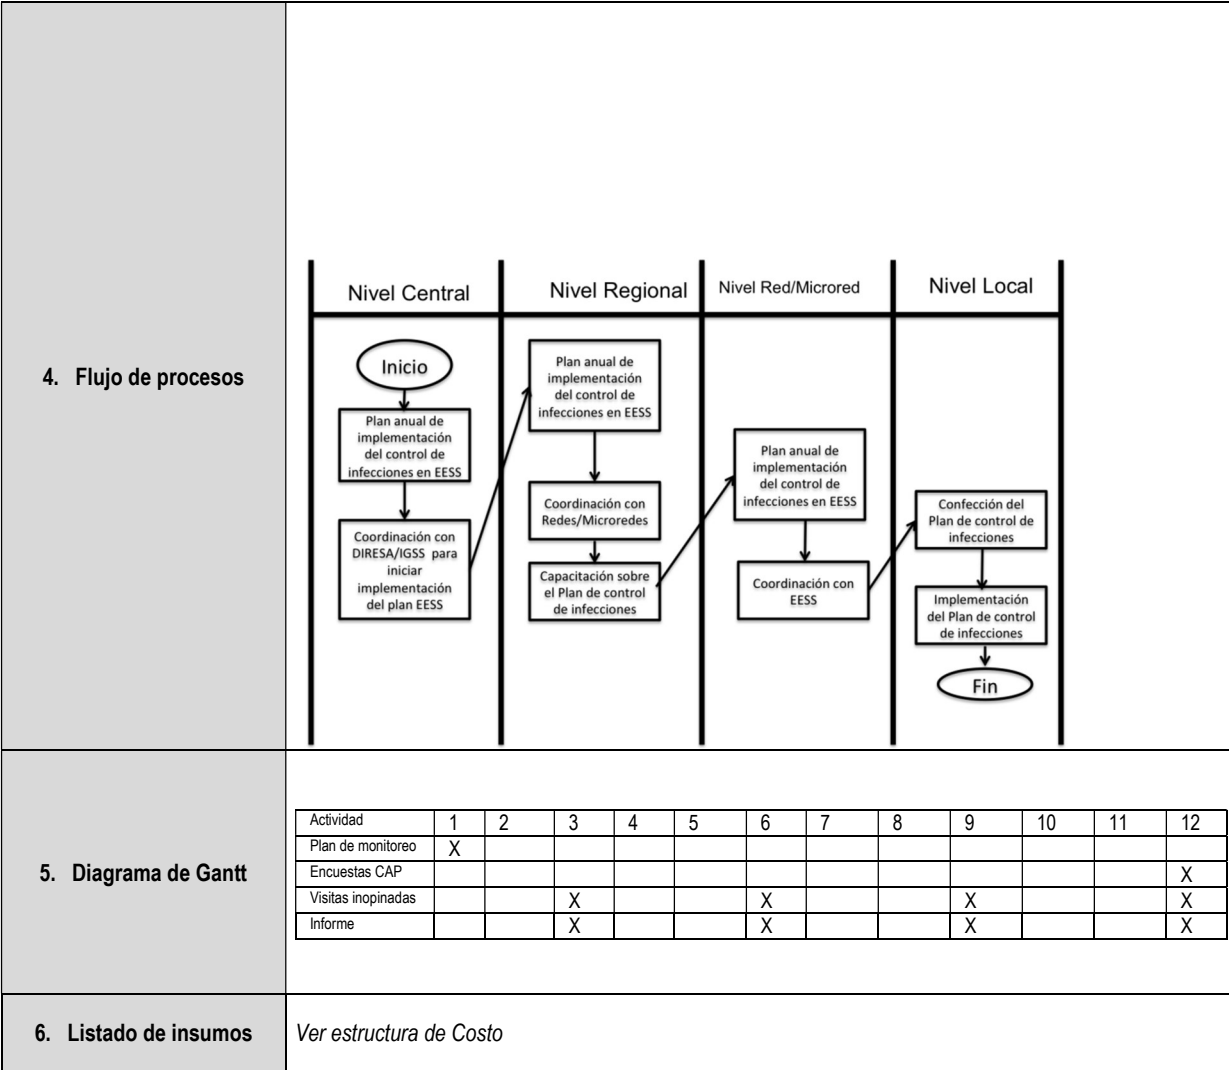 4. Flujo de procesos
Nivel Central
Nivel Regional
Nivel Red/Microred
Nivel Local
Inicio
Plan anual de
implementación
del control de
infecciones en EESS
Coordinación con
DIRESA/IGSS para
iniciar
implementación
del plan EESS
Plan anual de
implementación
del control de
infecciones en EESS
Coordinación con
Redes/Microredes
Capacitación sobre
el Plan de control
de infecciones
Plan anual de
implementación
del control de
infecciones en EESS
Coordinación con
EESS
Confección del
Plan de control de
infecciones
Implementación
del Plan de control
de infecciones
Fin
5. Diagrama de Gantt
Actividad 1 2 3 4 5 6 7 8 9 10 11 12
Plan de monitoreo X
Encuestas CAP X
Visitas inopinadas X X X X
Informe X X X X
6. Listado de insumos
Ver estructura de Costo